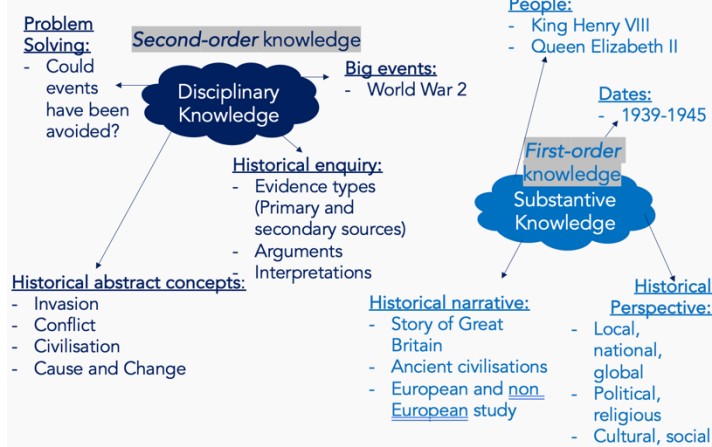 Problem
Solving:
- Could
events
have been
avoided?
Second-order knowledge
Disciplinary
Knowledge
Big events:
- World War 2
Historical enquiry:
- Evidence types
(Primary and
secondary sources)
- Arguments
- Interpretations
Historical abstract concepts:
- Invasion
- Conflict
- Civilisation
- Cause and Change
People:
- King Henry VIII
- Queen Elizabeth II
Dates:
- 1939-1945
First-order
knowledge
Substantive
Knowledge
Historical narrative:
- Story of Great
Britain
- Ancient civilisations
- European and non
European study
Historical
Perspective:
- Local,
national,
global
- Political,
religious
- Cultural, social